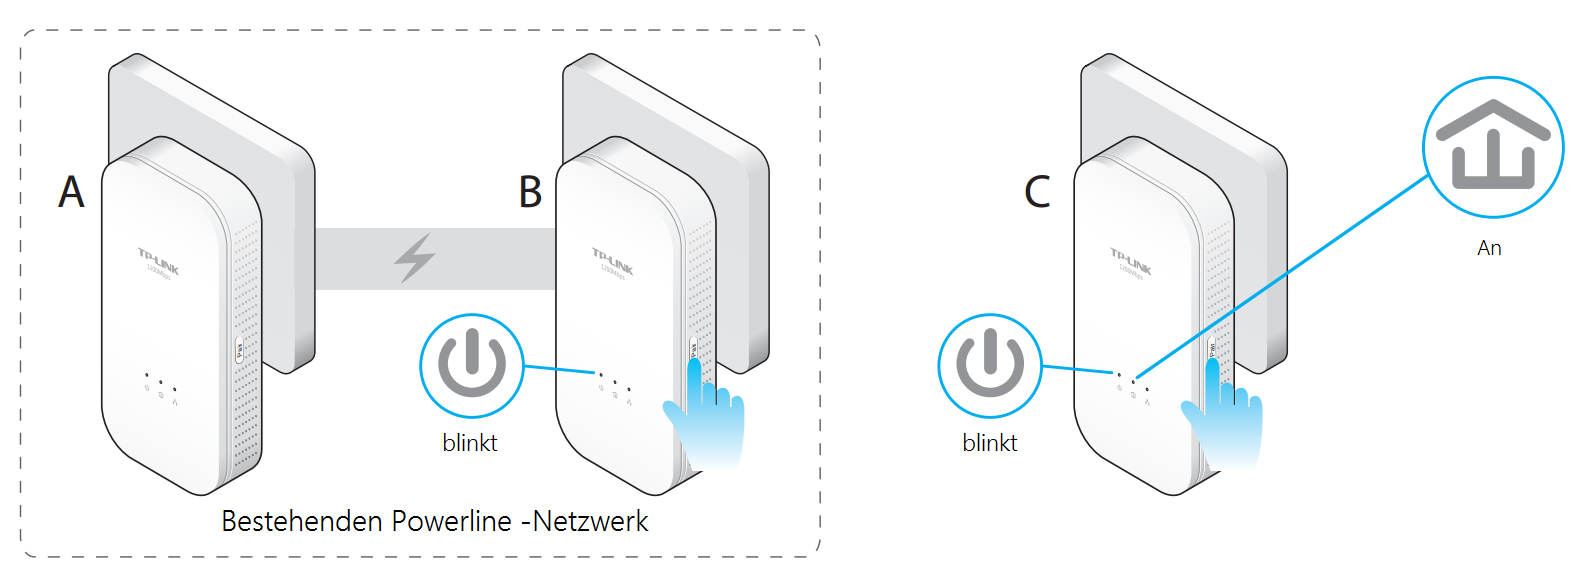 A
B
C
TP-LINK
1200Mbps
TP-LINK
1200Mbps
TP-LINK
1200Mbps
An
Pair
Pair
Pair
blinkt
blinkt
Bestehenden Powerline -Netzwerk